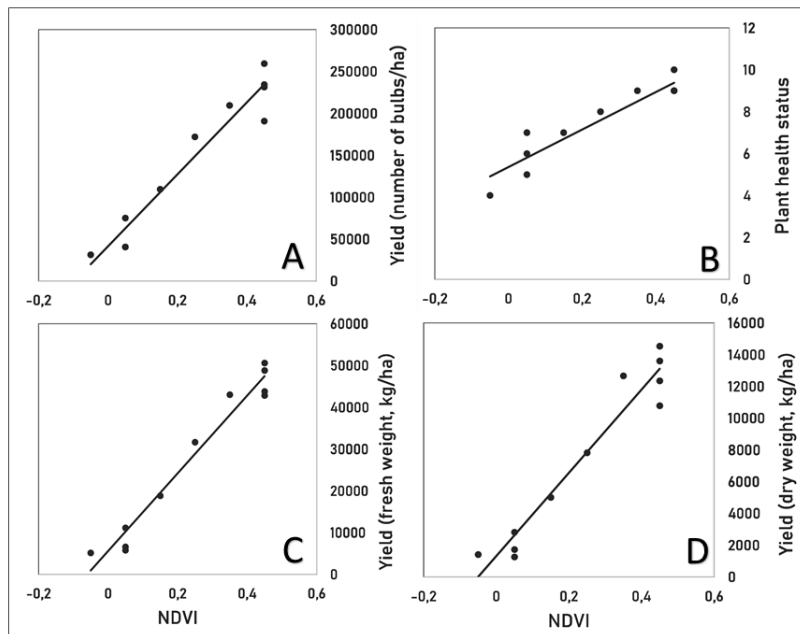 300000
250000
200000
150000
100000
50000
0
Yield (number of bulbs/ha)
A
-0,2 0 0,2 0,4 0,6
12
10
8
6
4
2
0
Plant health status
B
-0,2 0 0,2 0,4 0,6
60000
50000
40000
30000
20000
10000
0
Yield (fresh weight, kg/ha)
C
-0,2 0 0,2 0,4 0,6
NDVI
16000
14000
12000
10000
8000
6000
4000
2000
0
Yield (dry weight, kg/ha)
D
-0,2 0 0,2 0,4 0,6
NDVI